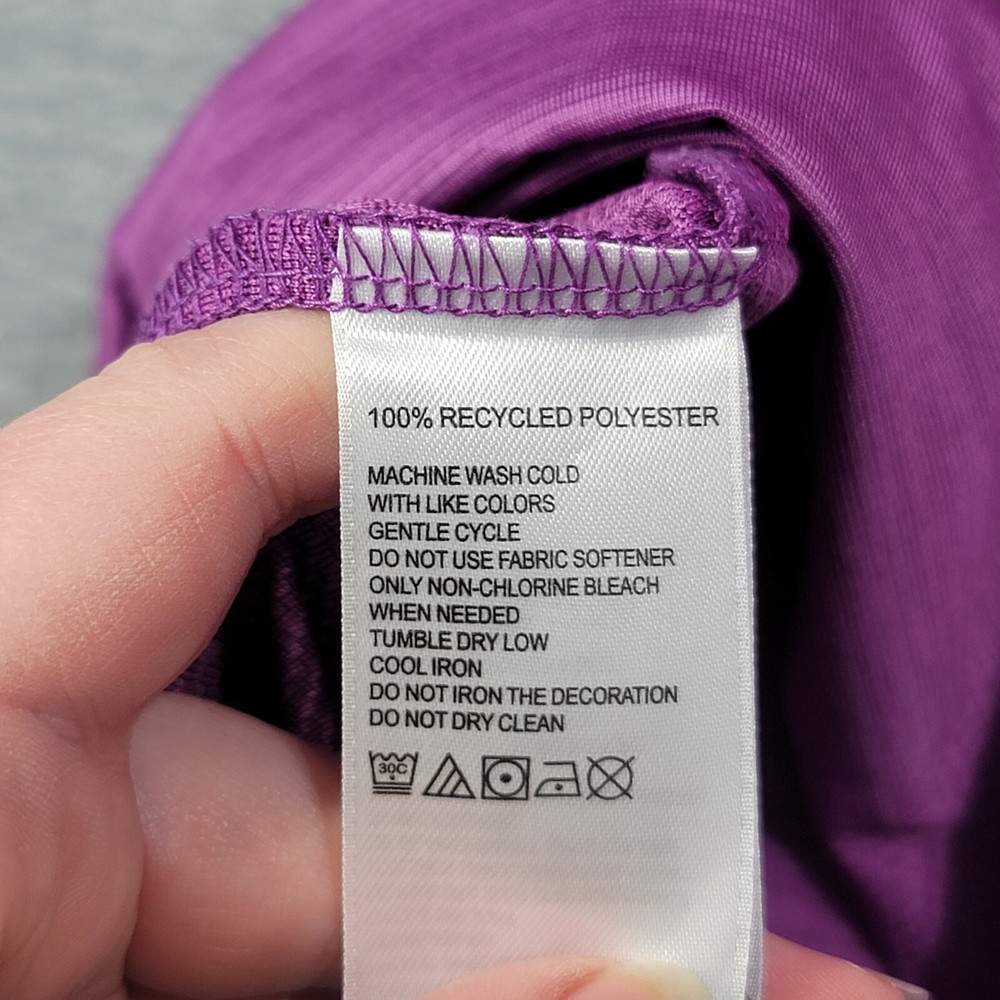 100% RECYCLED POLYESTER
MACHINE WASH COLD
WITH LIKE COLORS
GENTLE CYCLE
DO NOT USE FABRIC SOFTENER
ONLY NON-CHLORINE BLEACH
WHEN NEEDED
TUMBLE DRY LOW
COOL IRON
DO NOT IRON THE DECORATION
DO NOT DRY CLEAN
30C